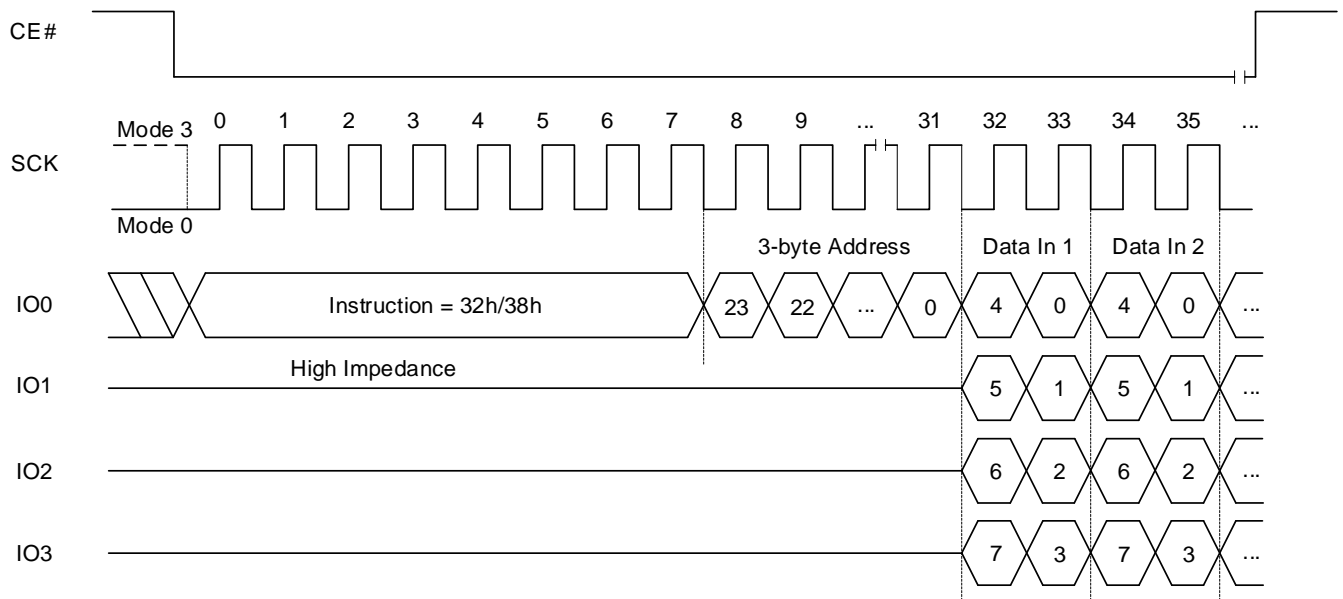 CE#
Mode 3 0 1 2 3 4 5 6 7 8 9 ... 31 32 33 34 35 ...
SCK
Mode 0
3-byte Address Data In 1 Data In 2
IO0 Instruction = 32h/38h 23 22 ... 0 4 0 4 0 ...
High Impedance
IO1 5 1 5 1 ...
IO2 6 2 6 2 ...
IO3 7 3 7 3 ...